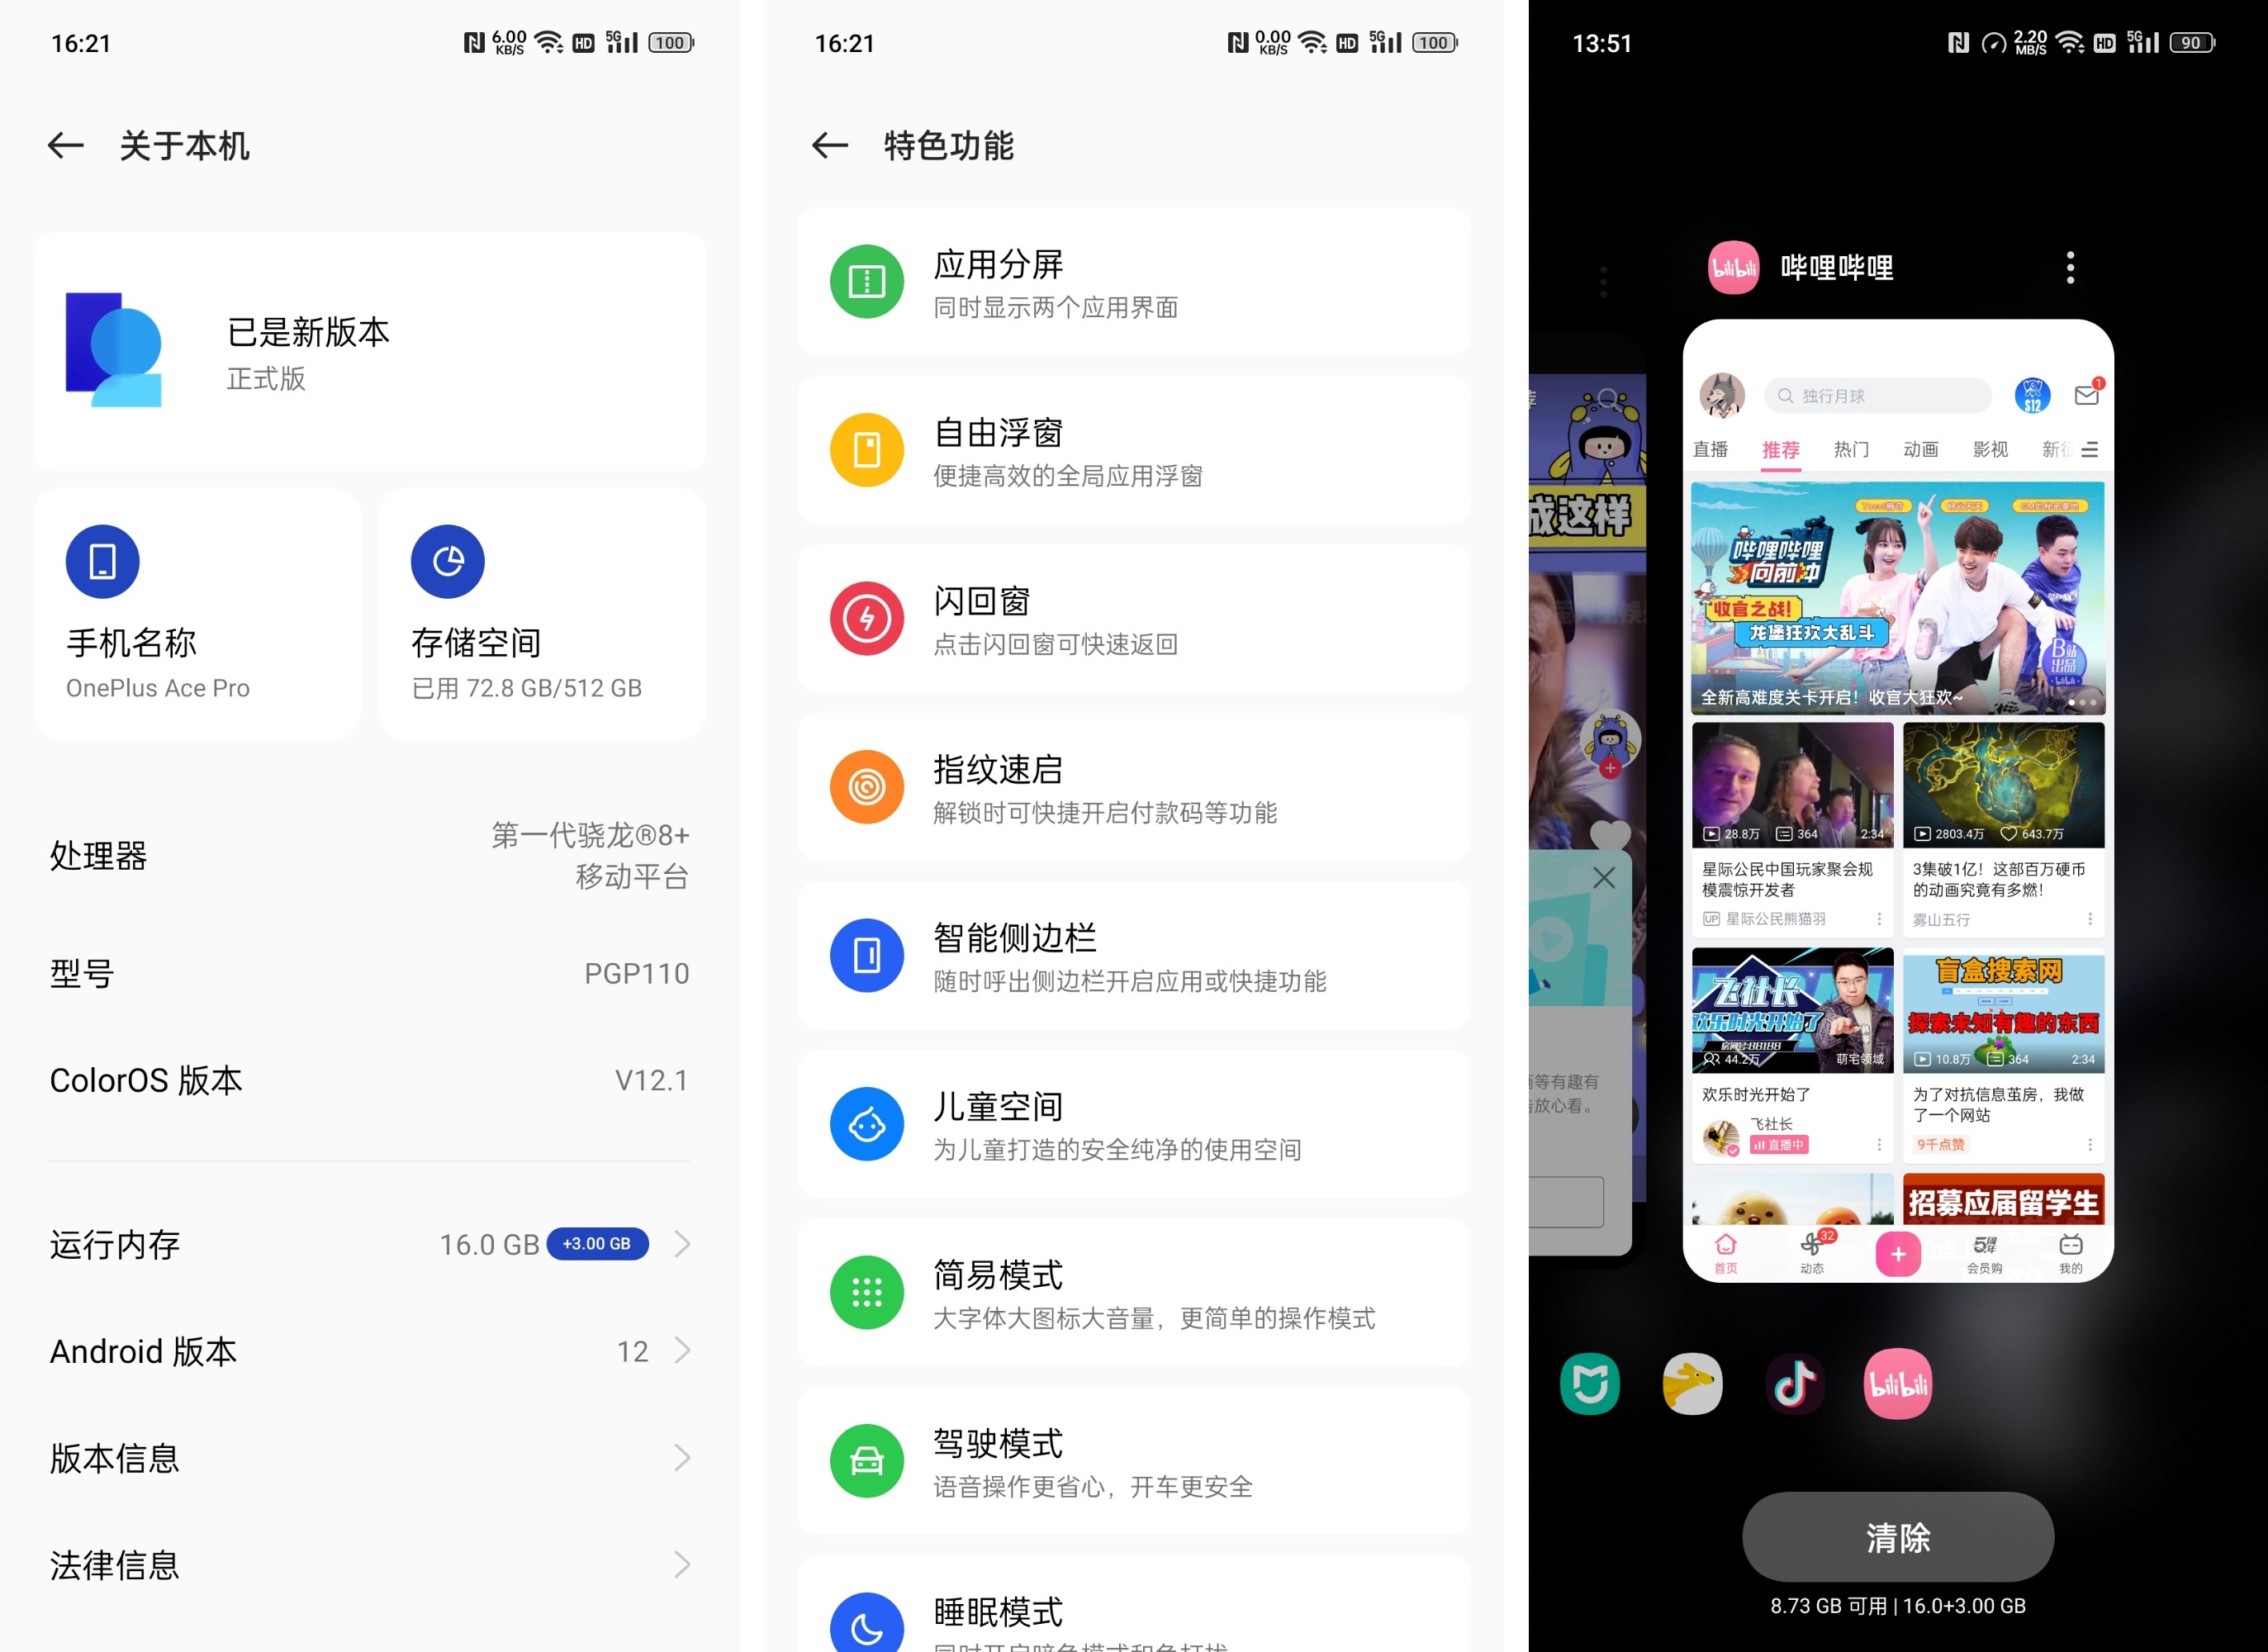 16:21
6.00 KB/S HD 5G 100
关于本机
已是新版本
正式版
手机名称
OnePlus Ace Pro
存储空间
已用 72.8 GB/512 GB
处理器
第一代骁龙®8+
移动平台
型号
PGP110
ColorOS 版本
V12.1
运行内存
16.0 GB +3.00 GB
Android 版本
12
版本信息
法律信息
16:21
0.00 KB/S HD 5G 100
特色功能
应用分屏
同时显示两个应用界面
自由浮窗
便捷高效的全局应用浮窗
闪回窗
点击闪回窗可快速返回
指纹速启
解锁时可快捷开启付款码等功能
智能侧边栏
随时呼出侧边栏开启应用或快捷功能
儿童空间
为儿童打造的安全纯净的使用空间
简易模式
大字体大图标大音量，更简单的操作模式
驾驶模式
语音操作更省心，开车更安全
睡眠模式
13:51
2.20 MB/S HD 5G 90
bilibili
哔哩哔哩
成这样
等有趣有
放心看。
独行月球
S12
1
直播 推荐 热门 动画 影视
哔哩哔哩
向前冲
收官之战!
龙堡狂欢大乱斗
B站
出品
bilibili
全新高难度关卡开启！收官大狂欢~
28.8万 364 2:34
星际公民中国玩家聚会规
模震惊开发者
UP 星际公民熊猫羽
2803.4万 643.7万
3集破1亿！这部百万硬币
的动画究竟有多燃！
雾山五行
飞社长
欢乐时光开始了
房间号:88188
44.2万 萌宅领域
欢乐时光开始了
飞社长
直播中
盲盒搜索网
探索未知有趣的东西
10.8万 364 2:34
为了对抗信息茧房，我做
了一个网站
9千点赞
招募应届留学生
首页
32
动态
会员购
我的
bilibili
清除
8.73 GB 可用 | 16.0+3.00 GB